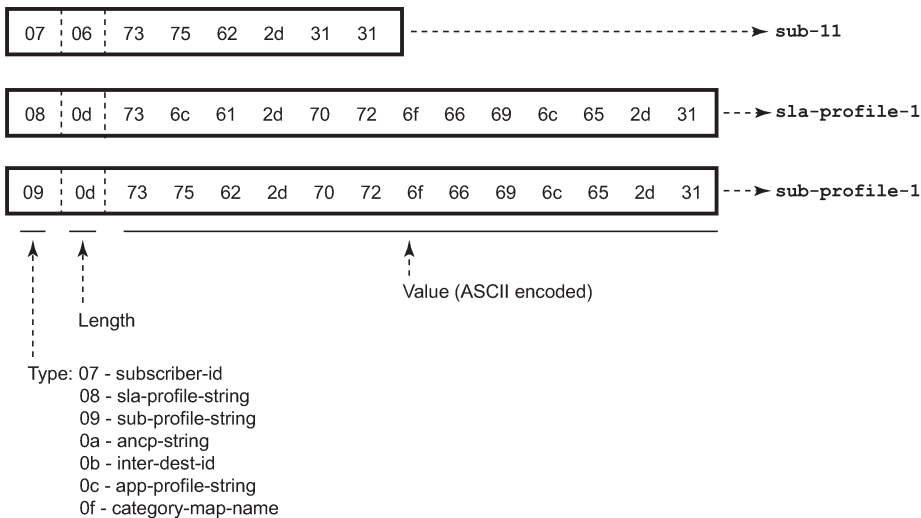 07 06 73 75 62 2d 31 31 sub-11
08 0d 73 6c 61 2d 70 72 6f 66 69 6c 65 2d 31 sla-profile-1
09 0d 73 75 62 2d 70 72 6f 66 69 6c 65 2d 31 sub-profile-1
Value (ASCII encoded)
Length
Type: 07 - subscriber-id
08 - sla-profile-string
09 - sub-profile-string
0a - ancp-string
0b - inter-dest-id
0c - app-profile-string
0f - category-map-name